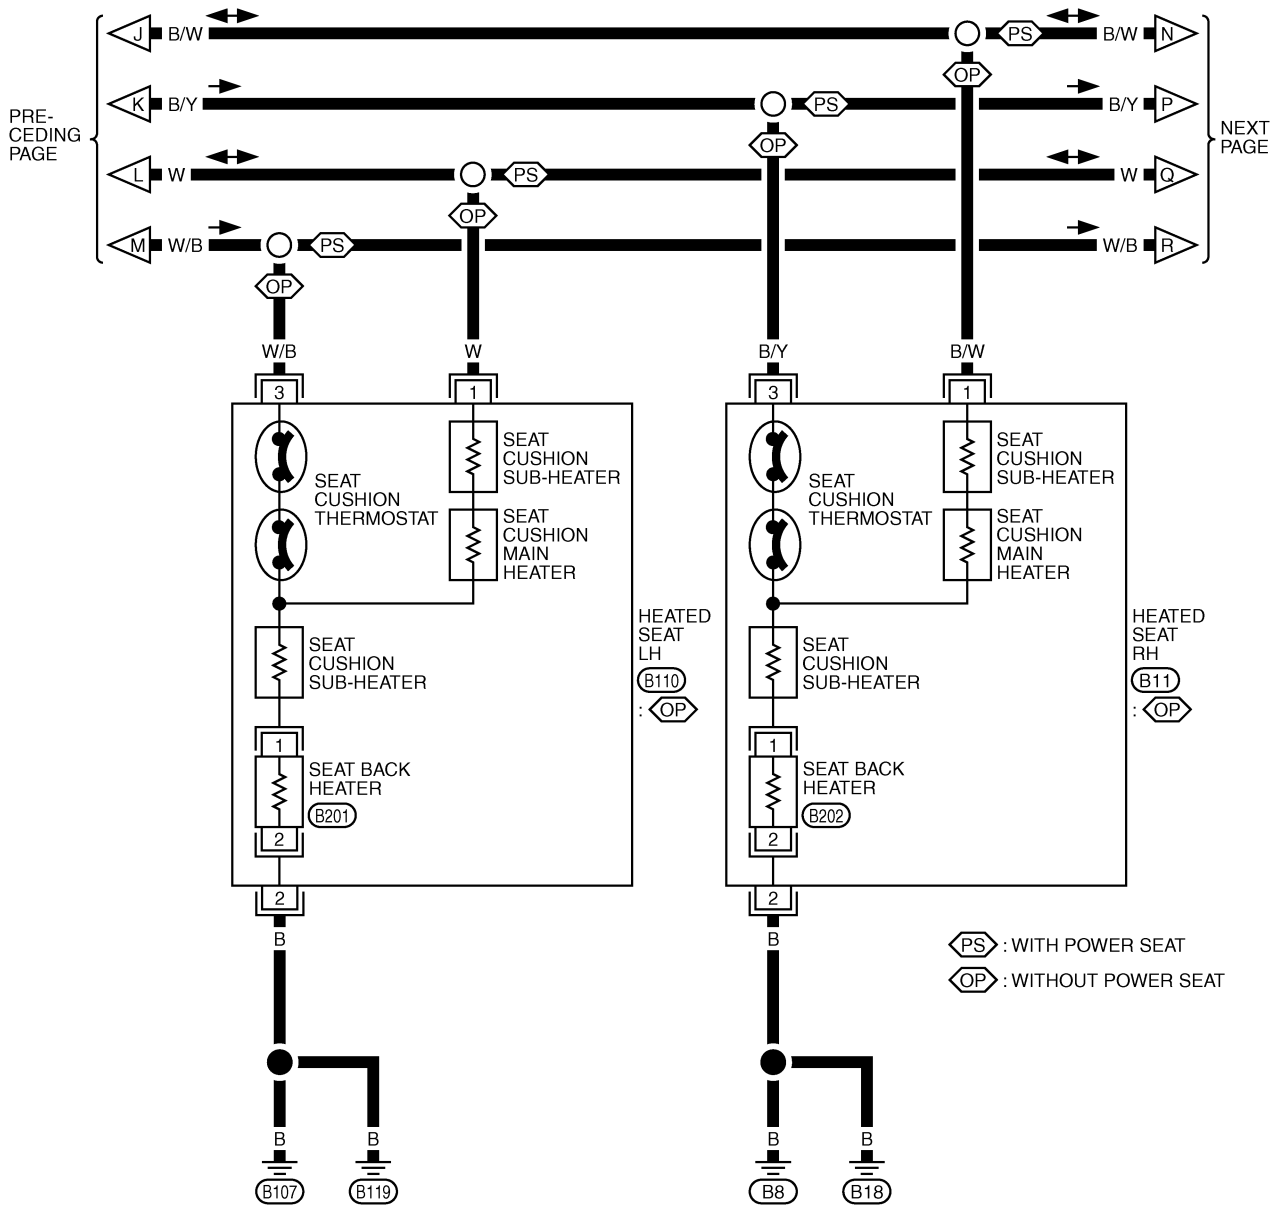 J B/W PS B/W N
OP
K B/Y PS B/Y P
PRE-
CEDING
PAGE
NEXT
PAGE
OP
L W PS W Q
OP
M W/B PS W/B R
OP
W/B W B/Y B/W
3 1 3 1
SEAT
CUSHION
SUB-HEATER
SEAT
CUSHION
THERMOSTAT
SEAT
CUSHION
MAIN
HEATER
SEAT
CUSHION
SUB-HEATER
HEATED
SEAT
LH
B110
: OP
1
SEAT BACK
HEATER
B201
2
2
SEAT
CUSHION
SUB-HEATER
SEAT
CUSHION
THERMOSTAT
SEAT
CUSHION
MAIN
HEATER
SEAT
CUSHION
SUB-HEATER
HEATED
SEAT
RH
B11
: OP
1
SEAT BACK
HEATER
B202
2
2
B B
PS : WITH POWER SEAT
OP : WITHOUT POWER SEAT
B B B B
B107 B119 B8 B18